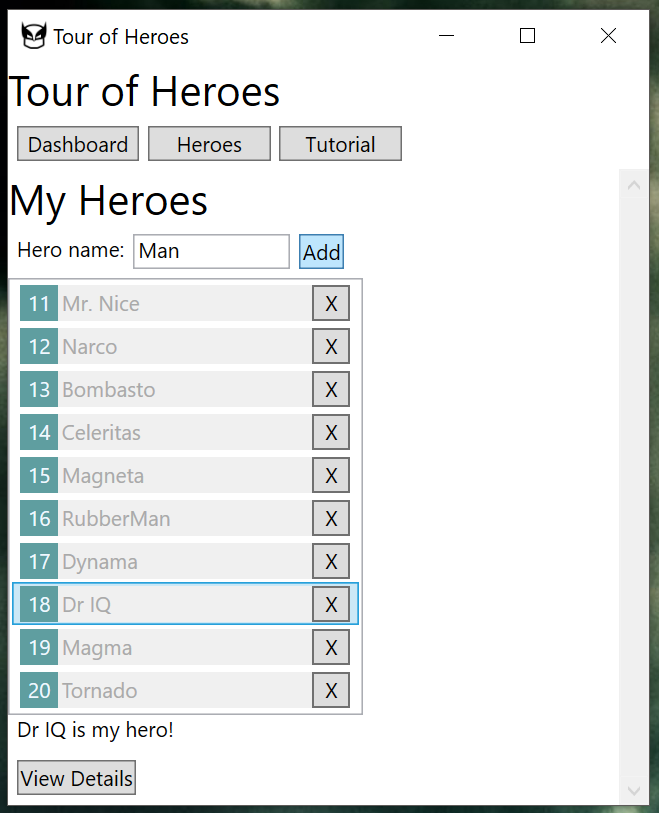 Tour of Heroes
Tour of Heroes
Dashboard Heroes Tutorial
My Heroes
Hero name: Man Add
11 Mr. Nice X
12 Narco X
13 Bombasto X
14 Celeritas X
15 Magneta X
16 RubberMan X
17 Dynama X
18 Dr IQ X
19 Magma X
20 Tornado X
Dr IQ is my hero!
View Details